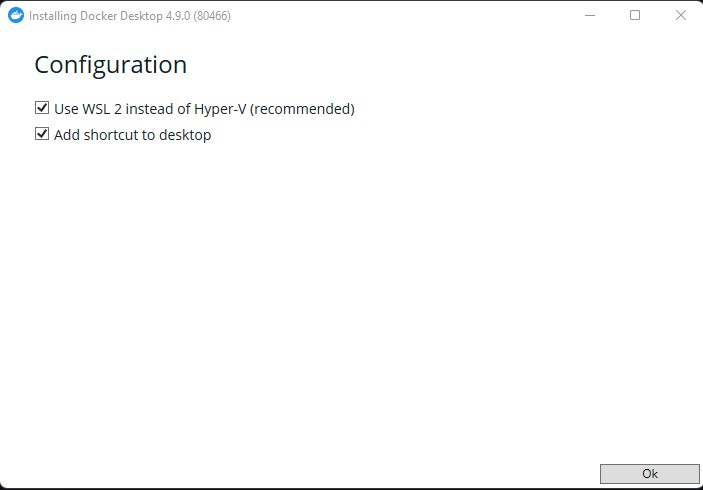 Installing Docker Desktop 4.9.0 (80466)
Configuration
Use WSL 2 instead of Hyper-V (recommended)
Add shortcut to desktop
Ok